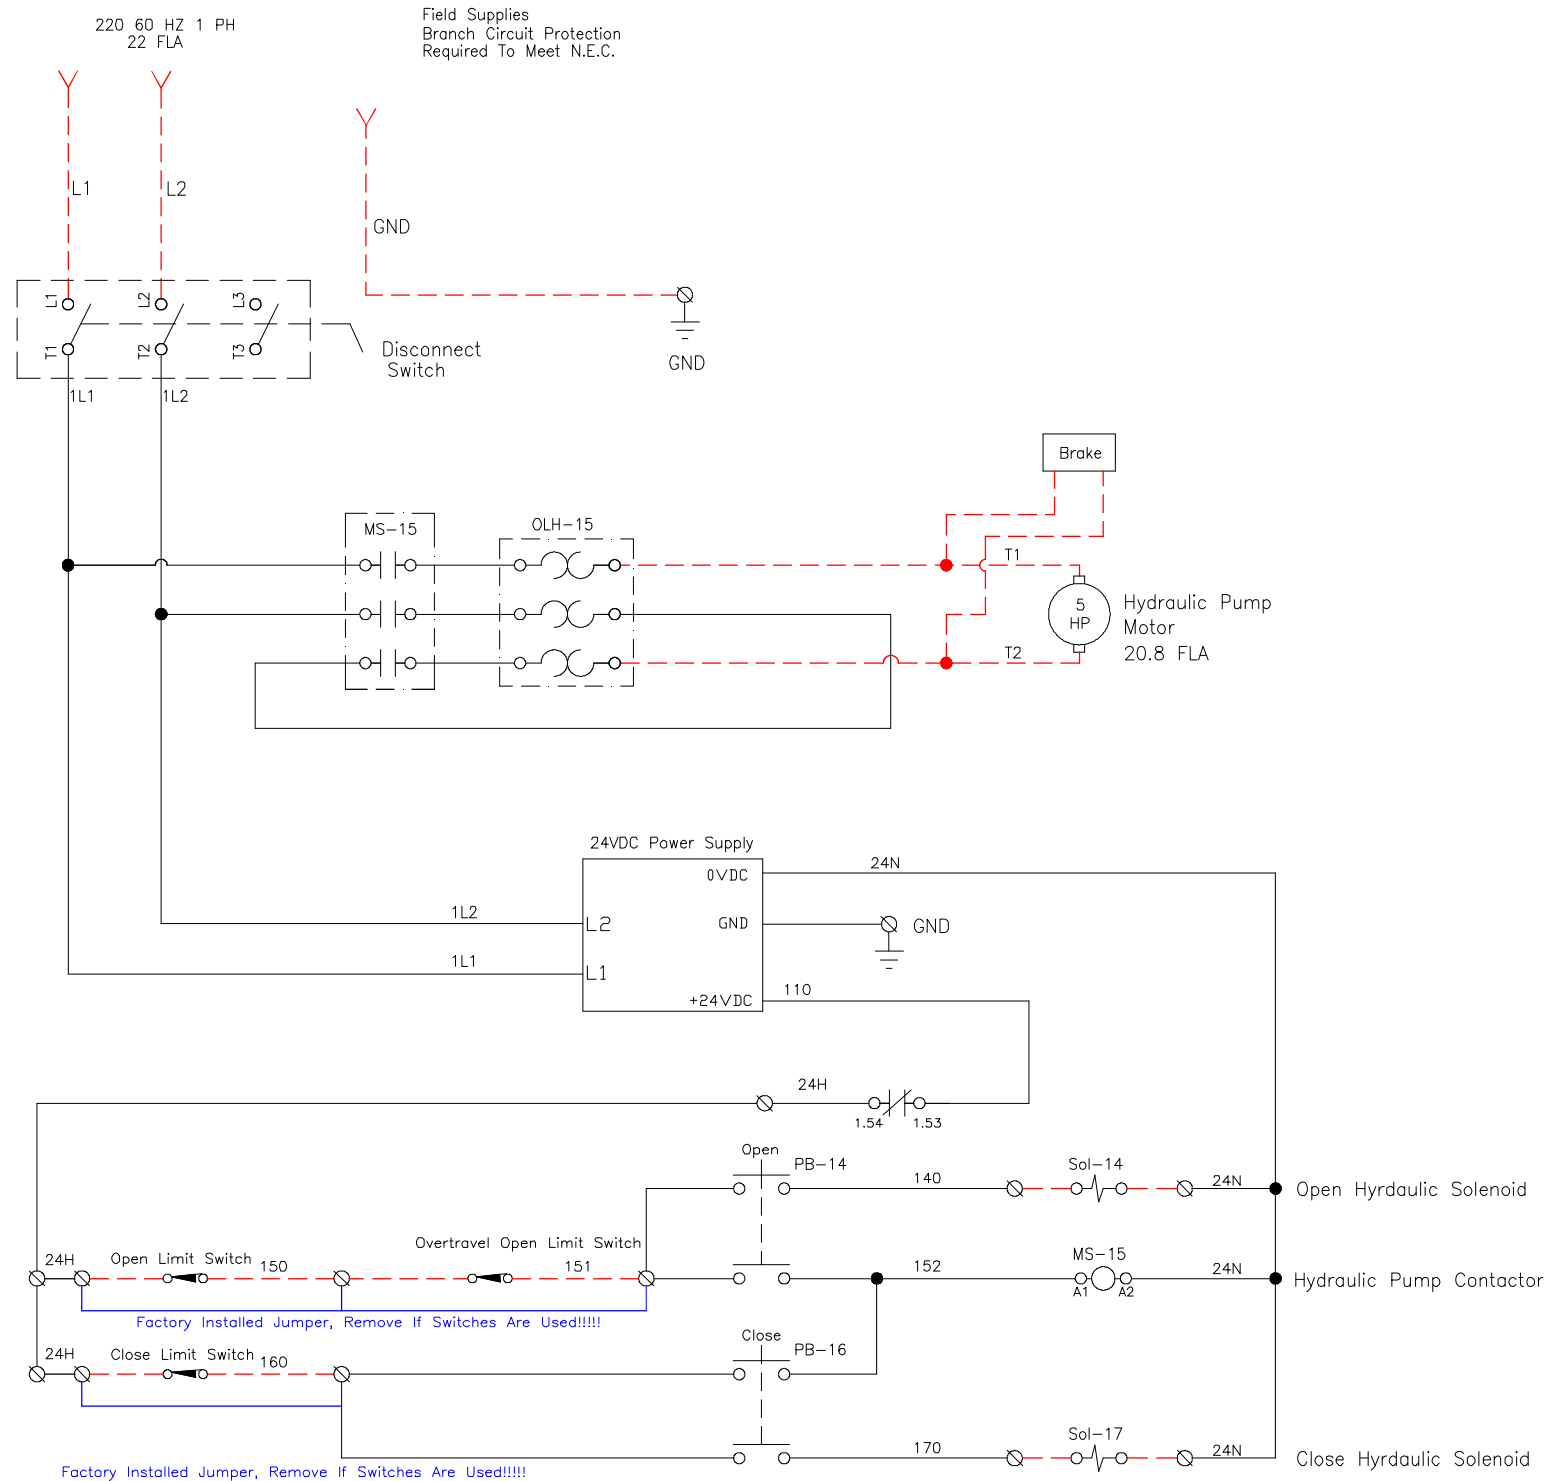 220 60 HZ 1 PH
22 FLA
Field Supplies
Branch Circuit Protection
Required To Meet N.E.C.
L1
L2
GND
L1
L2
L3
T1
T2
T3
Disconnect
Switch
GND
1L1
1L2
Brake
MS-15
OLH-15
T1
5
HP
Hydraulic Pump
Motor
20.8 FLA
T2
24VDC Power Supply
0VDC
24N
1L2
L2
GND
GND
1L1
L1
+24VDC
110
24H
1.54
1.53
Open
PB-14
140
Sol-14
24N
Open Hyrdaulic Solenoid
24H
Open Limit Switch
150
Overtravel Open Limit Switch
151
152
MS-15
A1
A2
24N
Hydraulic Pump Contactor
Factory Installed Jumper, Remove If Switches Are Used!!!!!
Close
PB-16
24H
Close Limit Switch
160
170
Sol-17
24N
Close Hyrdaulic Solenoid
Factory Installed Jumper, Remove If Switches Are Used!!!!!